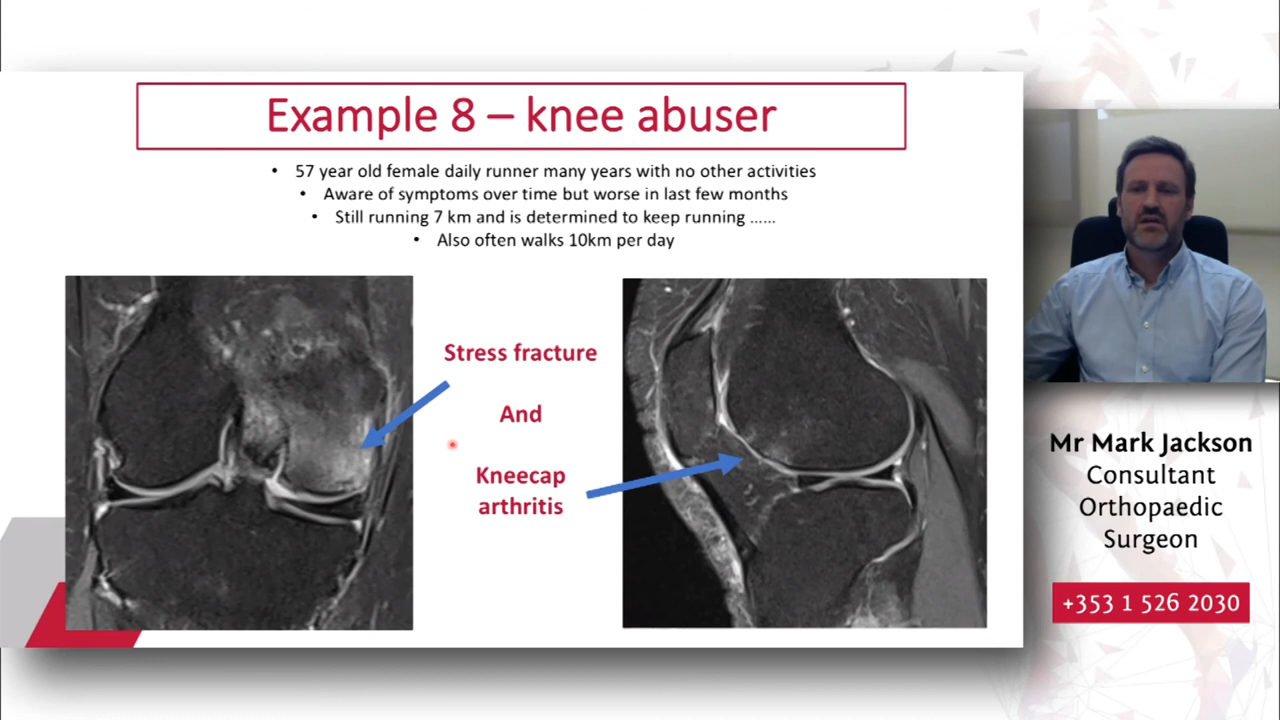 Example 8 – knee abuser
• 57 year old female daily runner many years with no other activities
• Aware of symptoms over time but worse in last few months
• Still running 7 km and is determined to keep running ......
• Also often walks 10km per day
Stress fracture
And
Kneecap
arthritis
Mr Mark Jackson
Consultant
Orthopaedic
Surgeon
+353 1 526 2030